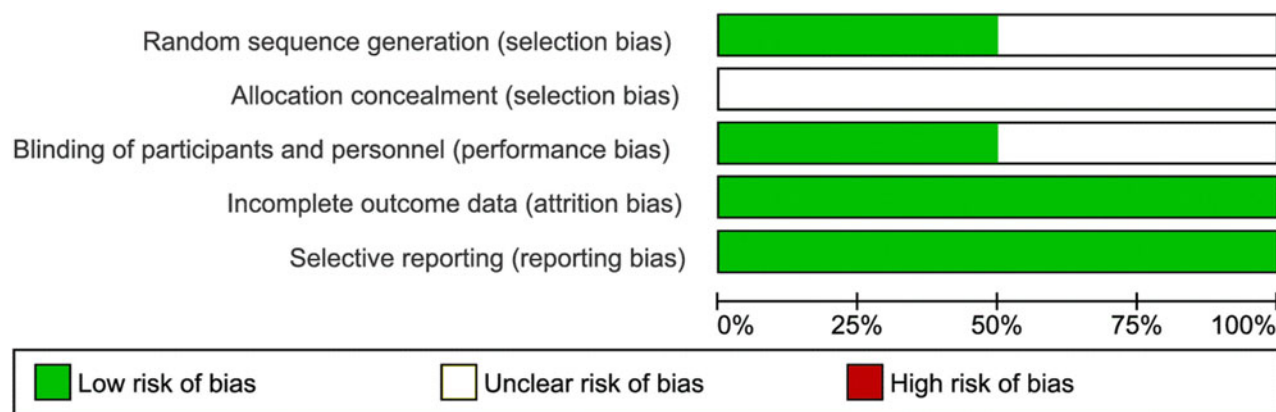 Random sequence generation (selection bias)
Allocation concealment (selection bias)
Blinding of participants and personnel (performance bias)
Incomplete outcome data (attrition bias)
Selective reporting (reporting bias)
0% 25% 50% 75% 100%
Low risk of bias Unclear risk of bias High risk of bias